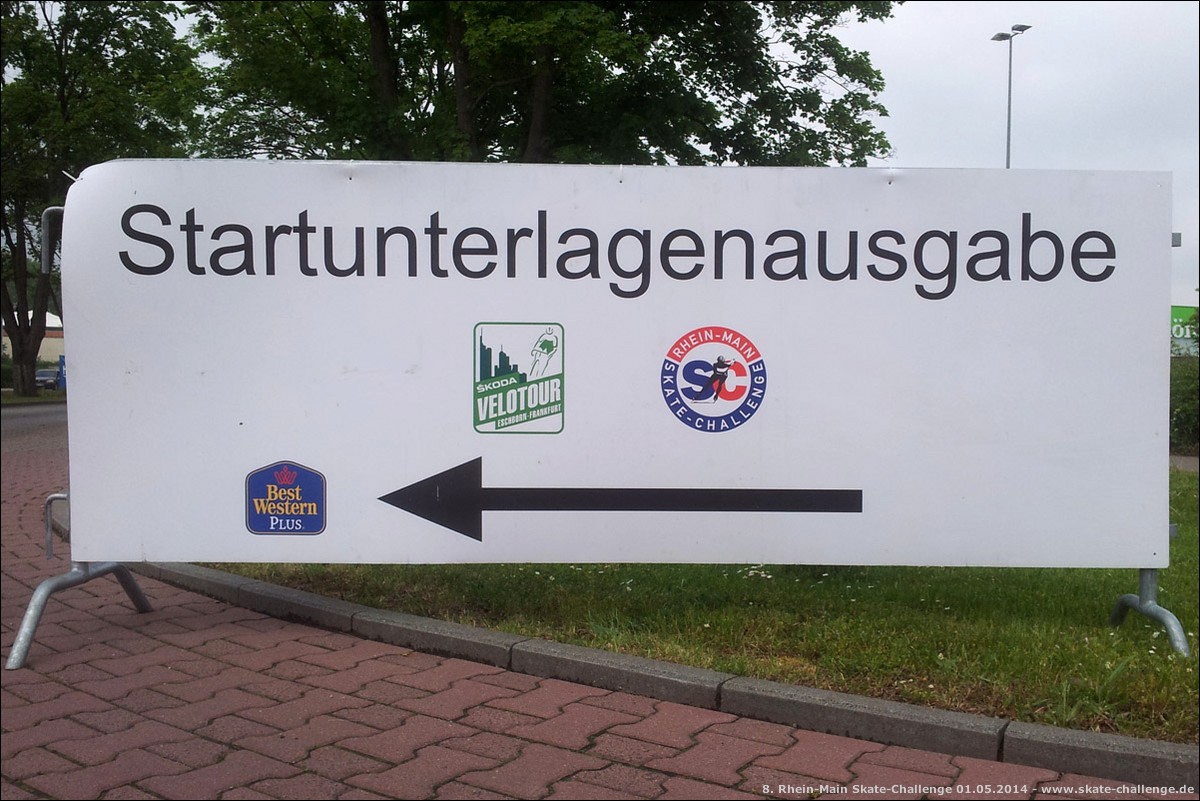 Startunterlagenausgabe
ŠKODA
VELOTOUR
ESCHBORN-FRANKFURT
RHEIN-MAIN
SC
SKATE-CHALLENGE
Best
Western
PLUS
8. Rhein-Main Skate-Challenge 01.05.2014 - www.skate-challenge.de